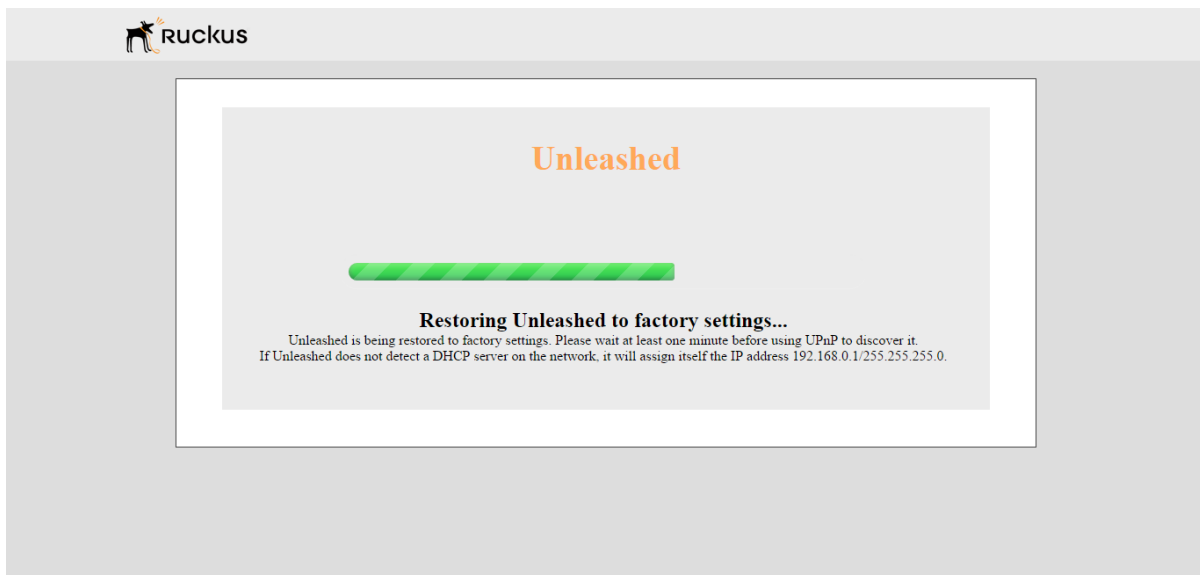 Ruckus
Unleashed
Restoring Unleashed to factory settings...
Unleashed is being restored to factory settings. Please wait at least one minute before using UPnP to discover it.
If Unleashed does not detect a DHCP server on the network, it will assign itself the IP address 192.168.0.1/255.255.255.0.